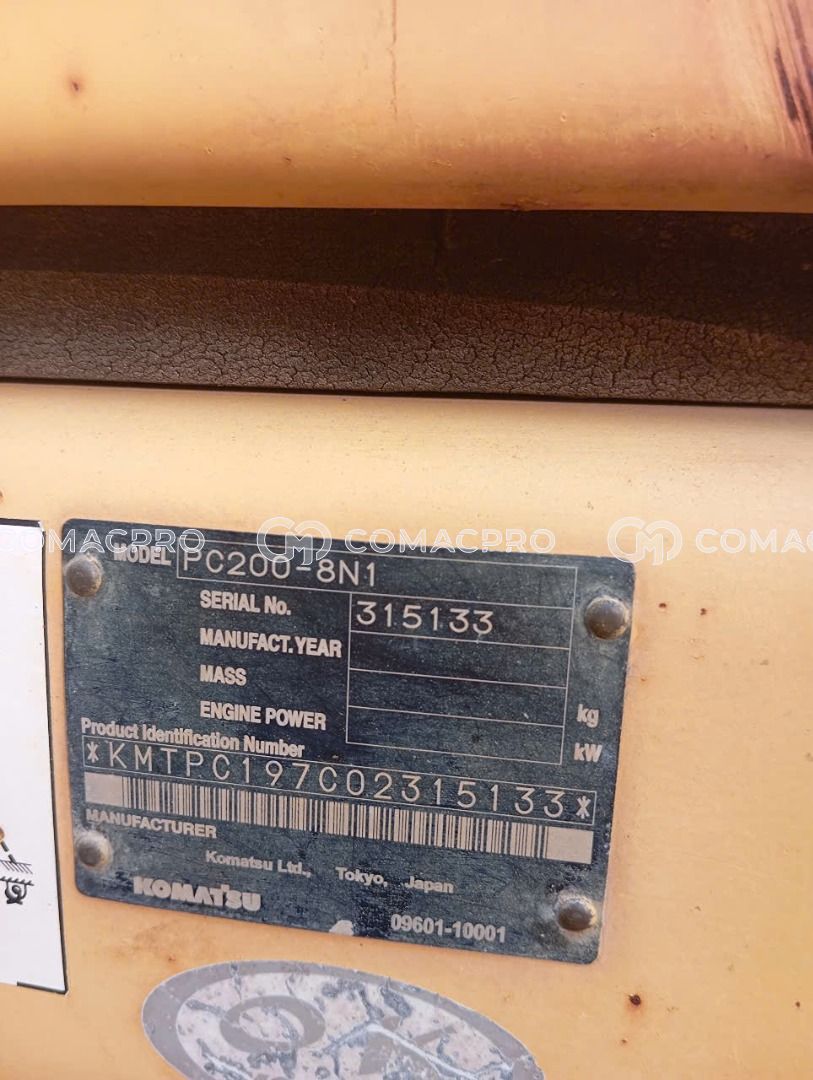 COMACPRO COMACPRO COMACPRO
MODEL PC200-8N1
SERIAL No. 315133
MANUFACT.YEAR
MASS kg
ENGINE POWER kW
Product Identification Number
*KMTPC197C02315133*
MANUFACTURER
Komatsu Ltd., Tokyo, Japan
KOMATSU
09601-10001